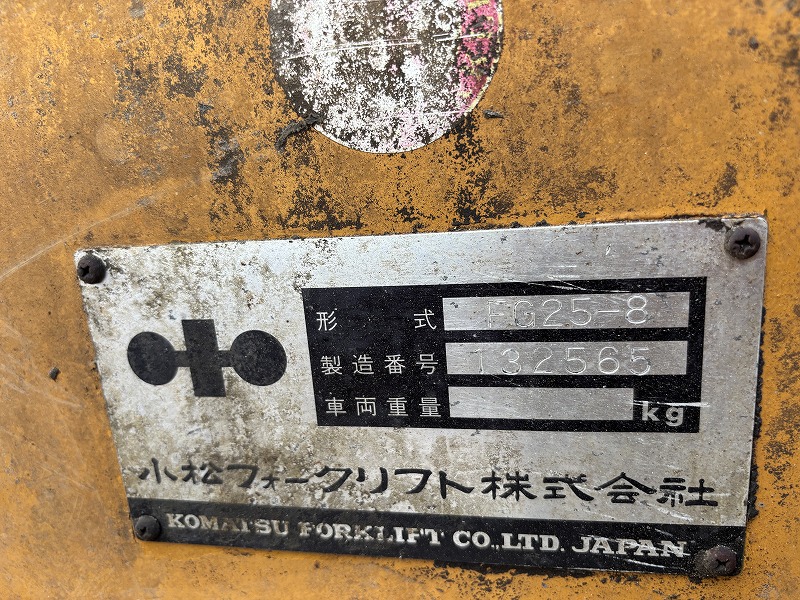 形式 FG25-8
製造番号 132565
車両重量 kg
小松フォークリフト株式会社
KOMATSU FORKLIFT CO.,LTD. JAPAN